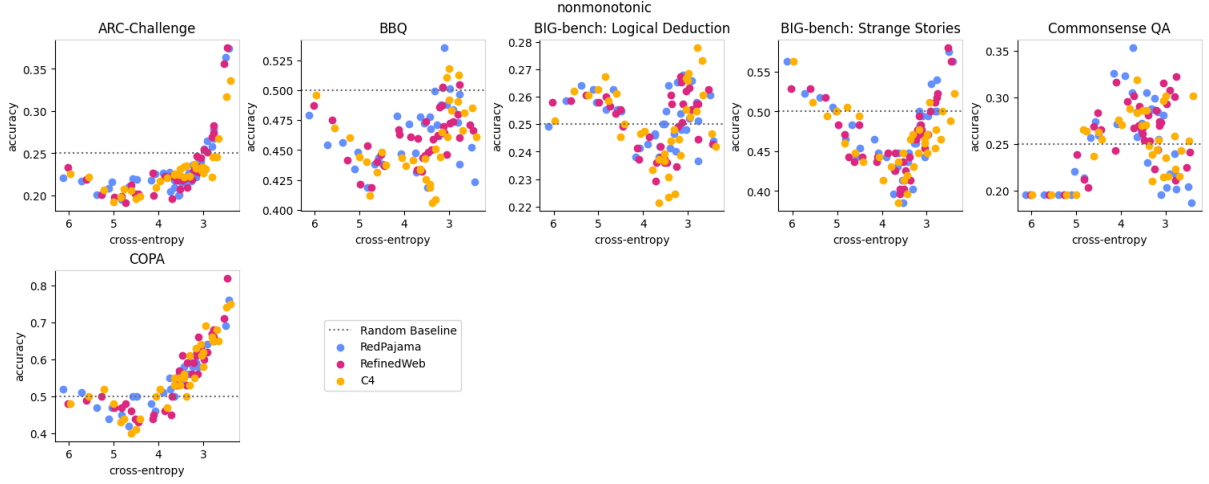 nonmonotonic
ARC-Challenge
BBQ
BIG-bench: Logical Deduction
BIG-bench: Strange Stories
Commonsense QA
accuracy
0.35
0.30
0.25
0.20
6
5
4
3
cross-entropy
accuracy
0.525
0.500
0.475
0.450
0.425
0.400
6
5
4
3
cross-entropy
accuracy
0.28
0.27
0.26
0.25
0.24
0.23
0.22
6
5
4
3
cross-entropy
accuracy
0.55
0.50
0.45
0.40
6
5
4
3
cross-entropy
accuracy
0.35
0.30
0.25
0.20
6
5
4
3
cross-entropy
COPA
accuracy
0.8
0.7
0.6
0.5
0.4
6
5
4
3
cross-entropy
Random Baseline
RedPajama
RefinedWeb
C4